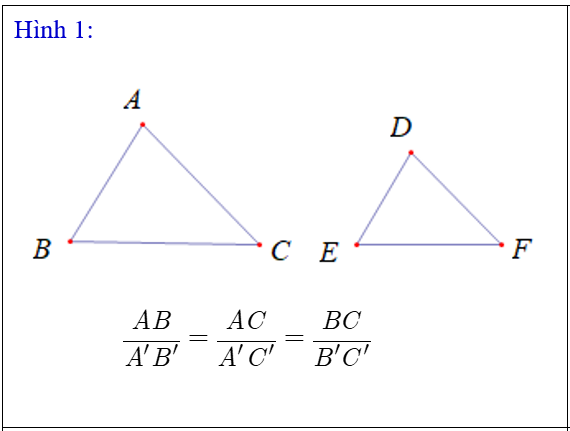 Hình 1:
A
D
B
C
E
F
AB/A'B' = AC/A'C' = BC/B'C'